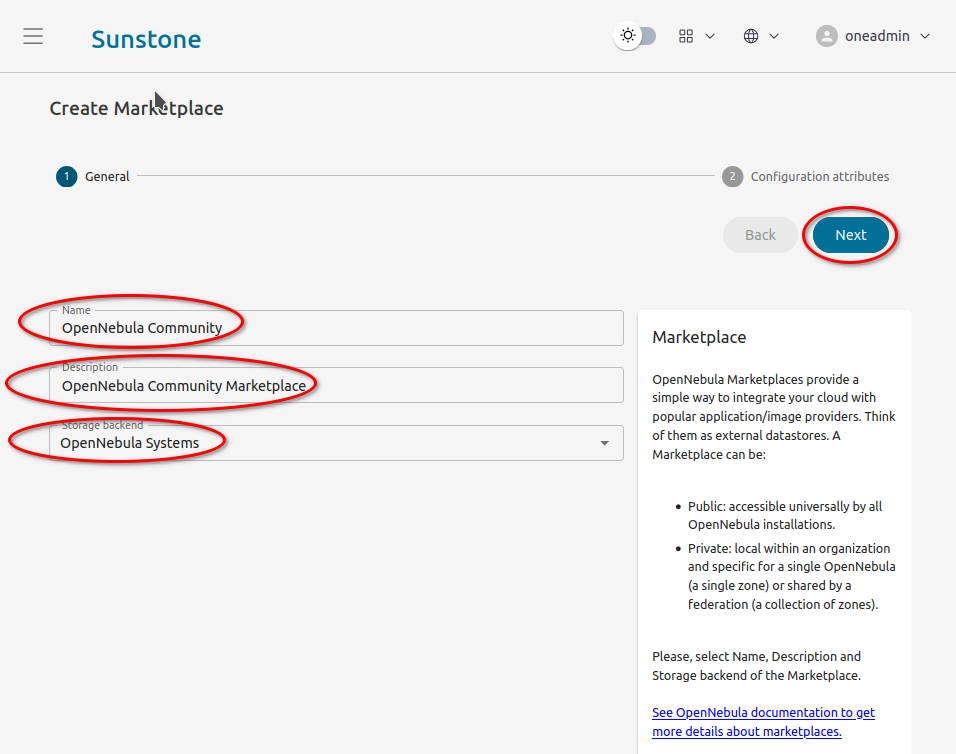 Sunstone
oneadmin
Create Marketplace
1 General
2 Configuration attributes
Back
Next
Name
OpenNebula Community
Description
OpenNebula Community Marketplace
Storage backend
OpenNebula Systems
Marketplace
OpenNebula Marketplaces provide a
simple way to integrate your cloud with
popular application/image providers. Think
of them as external datastores. A
Marketplace can be:
• Public: accessible universally by all
OpenNebula installations.
• Private: local within an organization
and specific for a single OpenNebula
(a single zone) or shared by a
federation (a collection of zones).
Please, select Name, Description and
Storage backend of the Marketplace.
See OpenNebula documentation to get
more details about marketplaces.